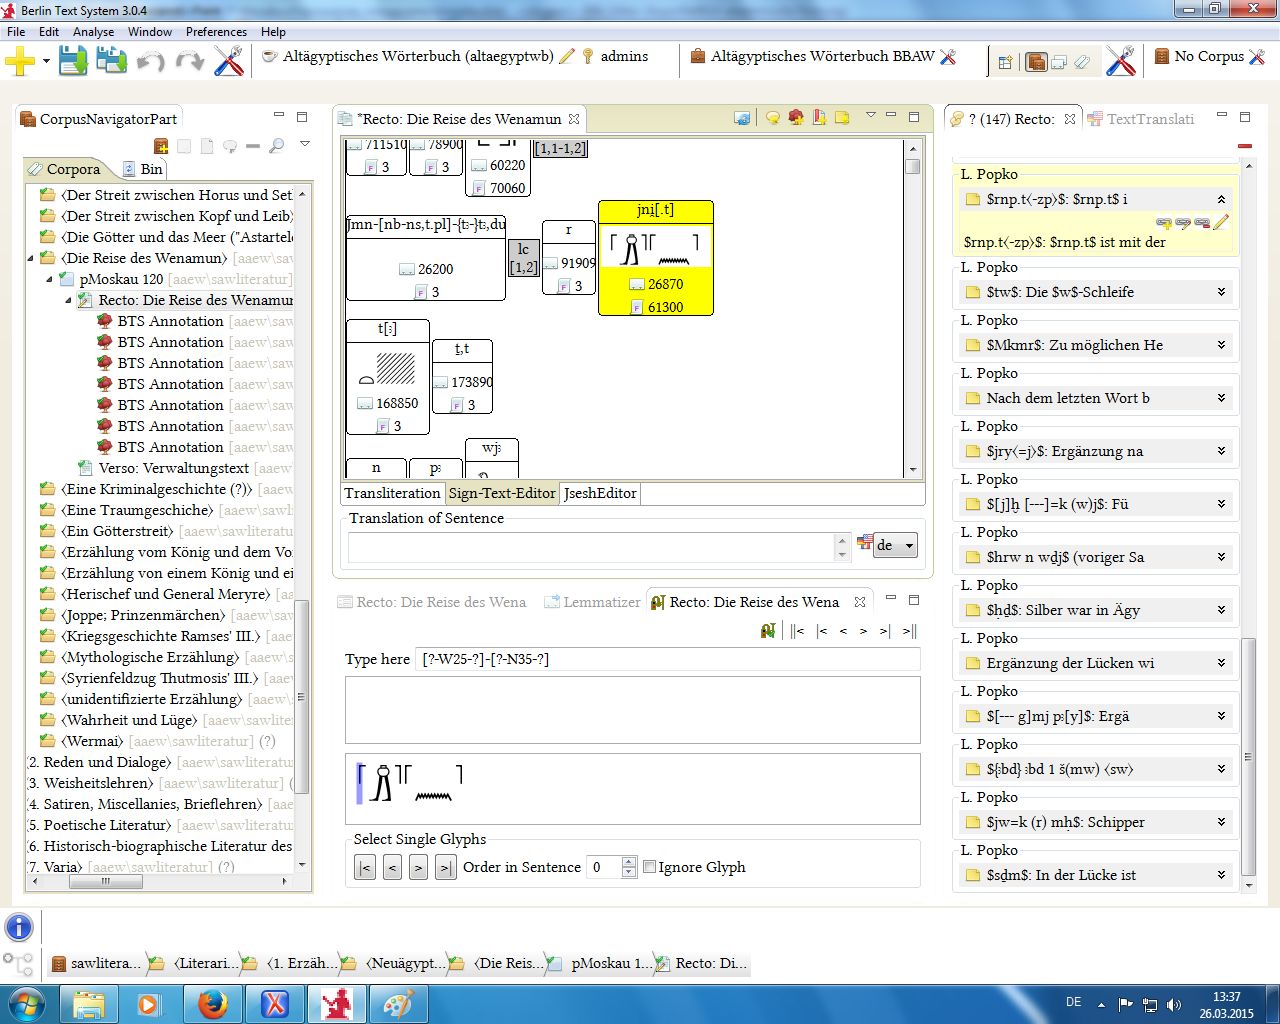 Berlin Text System 3.0.4
File Edit Analyse Window Preferences Help
Altägyptisches Wörterbuch (altaegyptwb) admins Altägyptisches Wörterbuch BBAW No Corpus
CorpusNavigatorPart
Corpora Bin
〈Der Streit zwischen Horus und Setl
〈Der Streit zwischen Kopf und Leib〉
〈Die Götter und das Meer ("Astartele
〈Die Reise des Wenamun〉 [aaew\sa
pMoskau 120 [aaew\sawliteratur]
Recto: Die Reise des Wenamur
BTS Annotation [aaew\saw
BTS Annotation [aaew\saw
BTS Annotation [aaew\saw
BTS Annotation [aaew\saw
BTS Annotation [aaew\saw
BTS Annotation [aaew\saw
BTS Annotation [aaew\saw
Verso: Verwaltungstext [aaew
〈Eine Kriminalgeschichte (?)〉 [aaev
〈Eine Traumgeschiche〉 [aaew\saw
〈Ein Götterstreit〉 [aaew\sawliterat
〈Erzählung vom König und dem Vo
〈Erzählung von einem König und ei
〈Herischef und General Meryre〉 [a
〈Joppe; Prinzenmärchen〉 [aaew\sa
〈Kriegsgeschichte Ramses' III.〉 [aa
〈Mythologische Erzählung〉 [aaew\s
〈Syrienfeldzug Thutmosis' III.〉 [aae
〈unidentifizierte Erzählung〉 [aaew\
〈Wahrheit und Lüge〉 [aaew\sawlite
〈Wermai〉 [aaew\sawliteratur] (?)
(2. Reden und Dialoge〉 [aaew\sawliter
(3. Weisheitslehren〉 [aaew\sawliteratur] (
(4. Satiren, Miscellanies, Brieflehren〉 [aa
(5. Poetische Literatur〉 [aaew\sawliterat
(6. Historisch-biographische Literatur des
(7. Varia〉 [aaew\sawliteratur] (?)
*Recto: Die Reise des Wenamun
711510 78900 [1,1-1,2]
F 3 F 3 60220
F 70060
Jmn-[nb-ns,t.pl]-{tꜣ-}tꜣ,du
26200
F 3
lc
[1,2]
r
91909
F 3
jni̯[.t]
26870
F 61300
t[ꜣ]
168850
F 3
ṯ,t
173890
F 3
n pꜣ wjꜣ
Transliteration Sign-Text-Editor JseshEditor
Translation of Sentence
de
Recto: Die Reise des Wena Lemmatizer Recto: Die Reise des Wena
||< |< < > >| >||
Type here [?-W25-?]-[?-N35-?]
Select Single Glyphs
|< < > >| Order in Sentence 0 Ignore Glyph
? (147) Recto: TextTranslati
L. Popko
$rnp.t〈-zp〉$: $rnp.t$ i
$rnp.t〈-zp〉$: $rnp.t$ ist mit der
L. Popko
$tw$: Die $w$-Schleife
L. Popko
$Mkmr$: Zu möglichen He
L. Popko
Nach dem letzten Wort b
L. Popko
$jry〈=j〉$: Ergänzung na
L. Popko
$[j]ḫ [---]=k (w)j$: Fü
L. Popko
$hrw n wḏj$ (voriger Sa
L. Popko
$ḥḏ$: Silber war in Ägy
L. Popko
Ergänzung der Lücken wi
L. Popko
$[--- g]mj pꜣ[y]$: Ergä
L. Popko
${ꜣbd} ꜣbd 1 š(mw) 〈sw〉
L. Popko
$jw=k (r) mḥ$: Schipper
L. Popko
$sḏm$: In der Lücke ist
sawlitera... 〈Literari... 〈1. Erzäh... 〈Neuägypt... 〈Die Reis... pMoskau 1... Recto: Di...
DE 13:37
26.03.2015